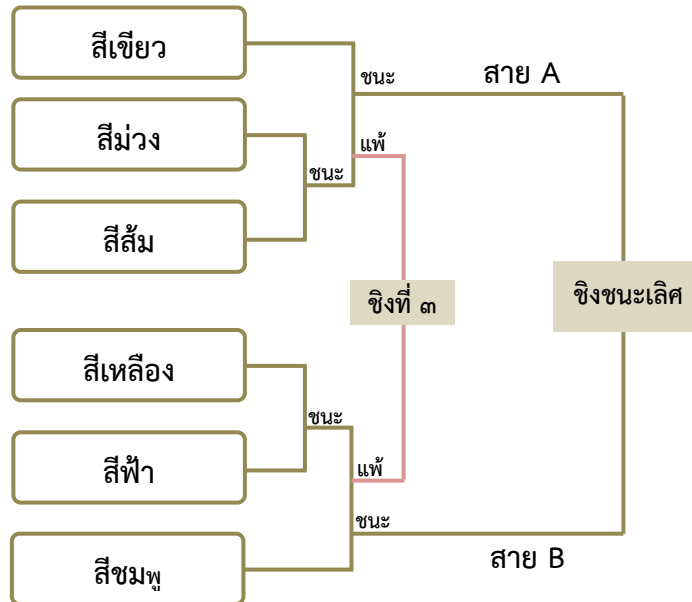 สีเขียว
ชนะ
สาย A
สีม่วง
แพ้
ชนะ
สีส้ม
ชิงที่ ๓
ชิงชนะเลิศ
สีเหลือง
ชนะ
สีฟ้า
แพ้
ชนะ
สาย B
สีชมพู